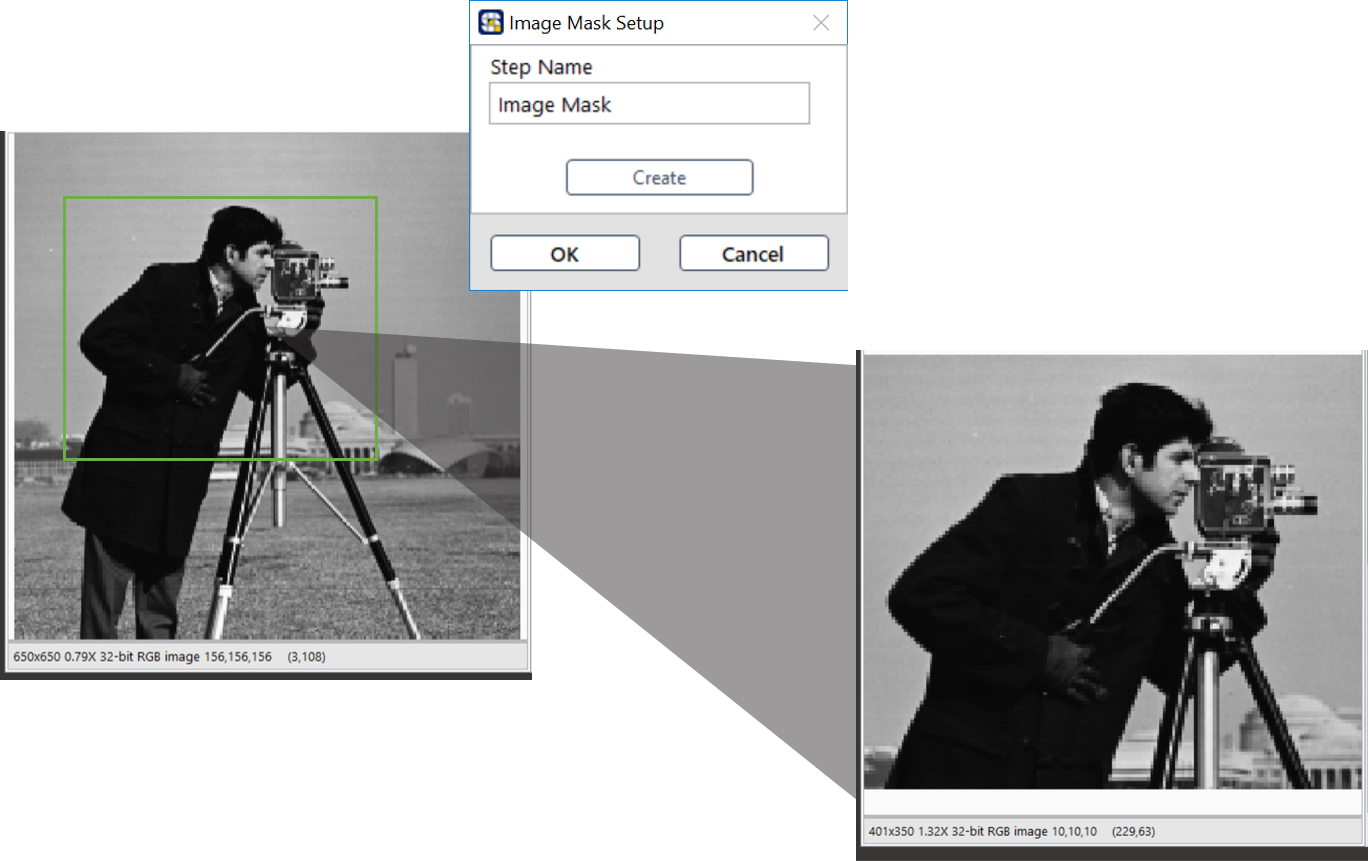 Image Mask Setup
Step Name
Image Mask
Create
OK
Cancel
650x650 0.79X 32-bit RGB image 156,156,156 (3,108)
401x350 1.32X 32-bit RGB image 10,10,10 (229,63)